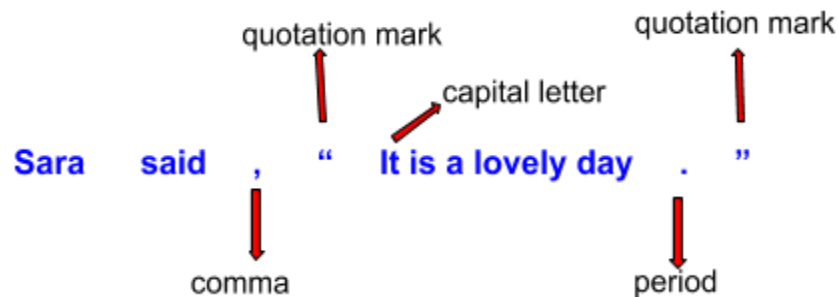 quotation mark quotation mark
capital letter
Sara said , “ It is a lovely day . ”
comma period